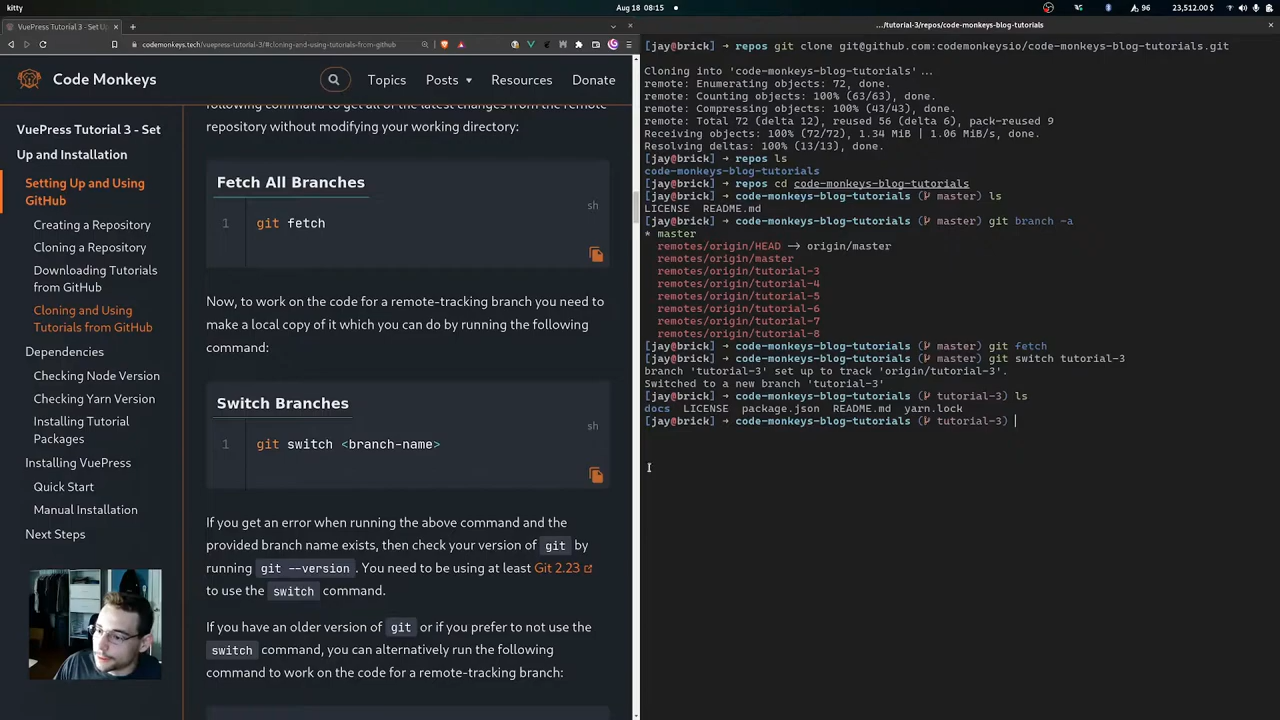 kitty
Aug 18 08:15
96
23,512.00
VuePress Tutorial 3 - Set U
codemonkeys.tech/vuepress-tutorial-3/#cloning-and-using-tutorials-from-github
Code Monkeys
Topics
Posts
Resources
Donate
VuePress Tutorial 3 - Set
Up and Installation
Setting Up and Using
GitHub
Creating a Repository
Cloning a Repository
Downloading Tutorials
from GitHub
Cloning and Using
Tutorials from GitHub
Dependencies
Checking Node Version
Checking Yarn Version
Installing Tutorial
Packages
Installing VuePress
Quick Start
Manual Installation
Next Steps
following command to get all of the latest changes from the remote
repository without modifying your working directory:
Fetch All Branches
sh
1 git fetch
Now, to work on the code for a remote-tracking branch you need to
make a local copy of it which you can do by running the following
command:
Switch Branches
sh
1 git switch <branch-name>
If you get an error when running the above command and the
provided branch name exists, then check your version of git by
running git --version. You need to be using at least Git 2.23
to use the switch command.
If you have an older version of git or if you prefer to not use the
switch command, you can alternatively run the following
command to work on the code for a remote-tracking branch:
.../tutorial-3/repos/code-monkeys-blog-tutorials
[jay@brick] → repos git clone git@github.com:codemonkeysio/code-monkeys-blog-tutorials.git
Cloning into 'code-monkeys-blog-tutorials'...
remote: Enumerating objects: 72, done.
remote: Counting objects: 100% (63/63), done.
remote: Compressing objects: 100% (43/43), done.
remote: Total 72 (delta 12), reused 56 (delta 6), pack-reused 9
Receiving objects: 100% (72/72), 1.34 MiB | 1.06 MiB/s, done.
Resolving deltas: 100% (13/13), done.
[jay@brick] → repos ls
code-monkeys-blog-tutorials
[jay@brick] → repos cd code-monkeys-blog-tutorials
[jay@brick] → code-monkeys-blog-tutorials ( master) ls
LICENSE README.md
[jay@brick] → code-monkeys-blog-tutorials ( master) git branch -a
* master
remotes/origin/HEAD → origin/master
remotes/origin/master
remotes/origin/tutorial-3
remotes/origin/tutorial-4
remotes/origin/tutorial-5
remotes/origin/tutorial-6
remotes/origin/tutorial-7
remotes/origin/tutorial-8
[jay@brick] → code-monkeys-blog-tutorials ( master) git fetch
[jay@brick] → code-monkeys-blog-tutorials ( master) git switch tutorial-3
branch 'tutorial-3' set up to track 'origin/tutorial-3'.
Switched to a new branch 'tutorial-3'
[jay@brick] → code-monkeys-blog-tutorials ( tutorial-3) ls
docs LICENSE package.json README.md yarn.lock
[jay@brick] → code-monkeys-blog-tutorials ( tutorial-3)